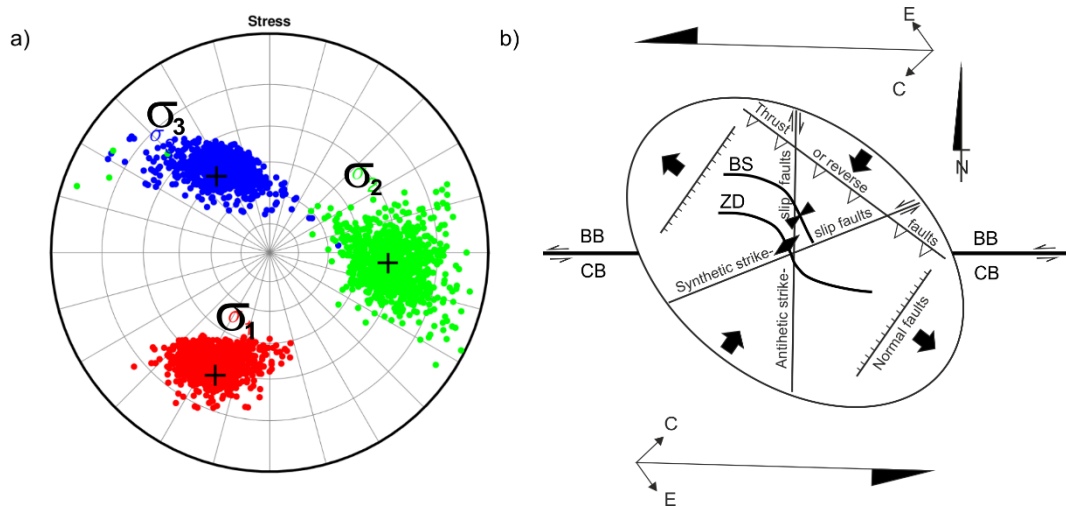 a)
Stress
σ3
σ
σ2
σ
σ1
σ
b)
E
C
N
Thrust
or reverse
faults
slip faults
BS
ZD
slip faults
Synthetic strike-
Antihetic strike-
Normal faults
BB
CB
BB
CB
C
E